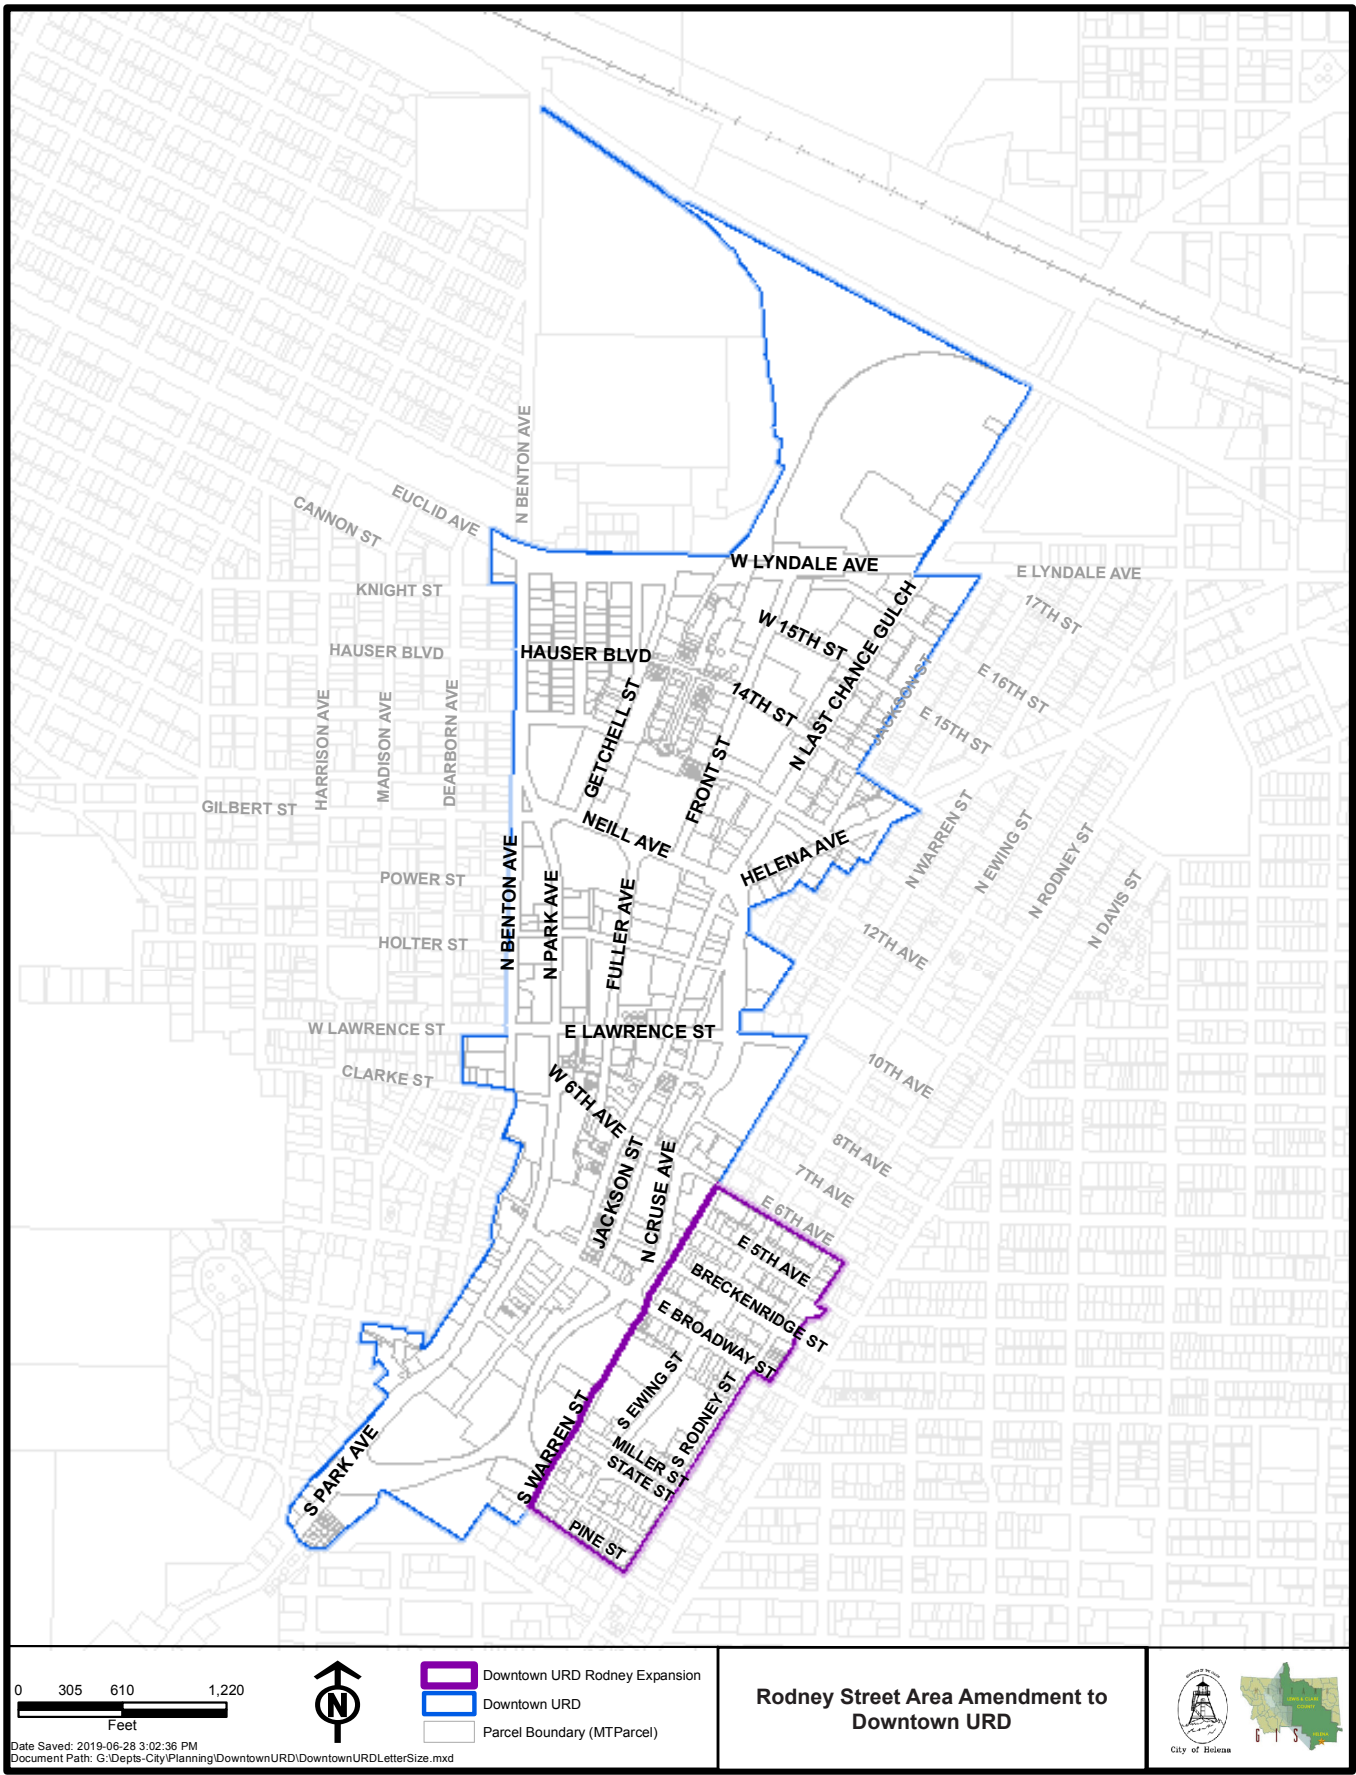 N BENTON AVE
EUCLID AVE
CANNON ST
W LYNDALE AVE
E LYNDALE AVE
KNIGHT ST
17TH ST
W 15TH ST
N LAST CHANCE GULCH
HAUSER BLVD
HAUSER BLVD
E 16TH ST
JACKSON ST
14TH ST
E 15TH ST
GETCHELL ST
HARRISON AVE
MADISON AVE
DEARBORN AVE
FRONT ST
GILBERT ST
NEILL AVE
HELENA AVE
N WARREN ST
N EWING ST
N RODNEY ST
N DAVIS ST
POWER ST
N BENTON AVE
N PARK AVE
FULLER AVE
HOLTER ST
12TH AVE
W LAWRENCE ST
E LAWRENCE ST
CLARKE ST
W 6TH AVE
10TH AVE
8TH AVE
7TH AVE
JACKSON ST
N CRUSE AVE
E 6TH AVE
E 5TH AVE
BRECKENRIDGE ST
E BROADWAY ST
S EWING ST
S RODNEY ST
S WARREN ST
MILLER ST
STATE ST
S PARK AVE
PINE ST
0 305 610 1,220
Feet
N
Downtown URD Rodney Expansion
Downtown URD
Parcel Boundary (MTParcel)
Date Saved: 2019-06-28 3:02:36 PM
Document Path: G:\Depts-City\Planning\DowntownURD\DowntownURDLetterSize.mxd
Rodney Street Area Amendment to
Downtown URD
City of Helena
LEWIS & CLARK
COUNTY
HELENA
G I S